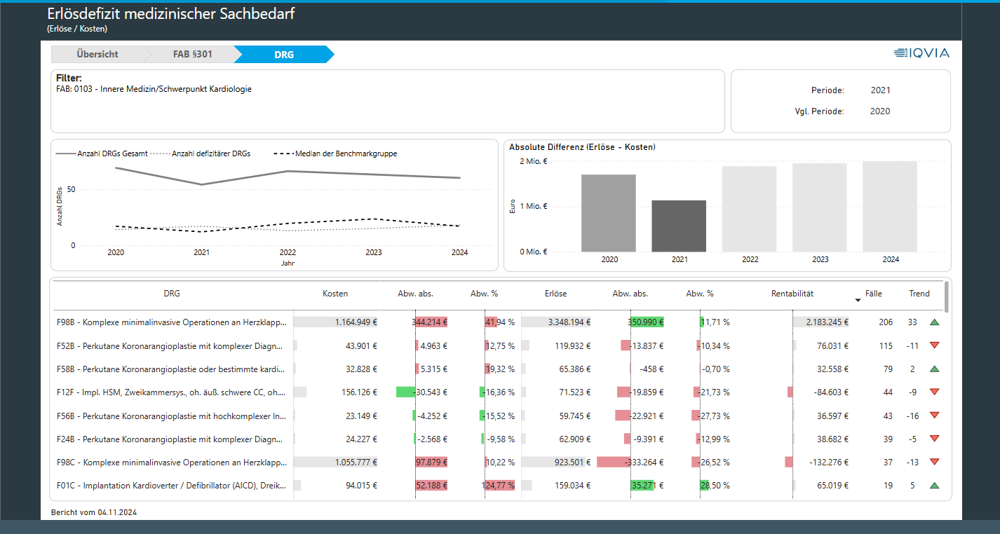 Erlösdefizit medizinischer Sachbedarf
(Erlöse / Kosten)
Übersicht FAB §301 DRG
IQVIA
Filter:
FAB: 0103 - Innere Medizin/Schwerpunkt Kardiologie
Periode: 2021
Vgl. Periode: 2020
Anzahl DRGs Gesamt Anzahl defizitärer DRGs Median der Benchmarkgruppe
Anzahl DRGs
50
0
2020 2021 2022 2023 2024
Jahr
Absolute Differenz (Erlöse - Kosten)
Euro
2 Mio. €
1 Mio. €
0 Mio. €
2020 2021 2022 2023 2024
DRG Kosten Abw. abs. Abw. % Erlöse Abw. abs. Abw. % Rentabilität Fälle Trend
F98B - Komplexe minimalinvasive Operationen an Herzklapp... 1.164.949 € 344.214 € 41,94 % 3.348.194 € 350.990 € 11,71 % 2.183.245 € 206 33
F52B - Perkutane Koronarangioplastie mit komplexer Diagn... 43.901 € 4.963 € 12,75 % 119.932 € -13.837 € -10,34 % 76.031 € 115 -11
F58B - Perkutane Koronarangioplastie oder bestimmte kardi... 32.828 € 5.315 € 19,32 % 65.386 € -458 € -0,70 % 32.558 € 79 2
F12F - Impl. HSM, Zweikammersys., oh. äuß. schwere CC, oh.... 156.126 € -30.543 € -16,36 % 71.523 € -19.859 € -21,73 % -84.603 € 44 -9
F56B - Perkutane Koronarangioplastie mit hochkomplexer In... 23.149 € -4.252 € -15,52 % 59.745 € -22.921 € -27,73 % 36.597 € 43 -16
F24B - Perkutane Koronarangioplastie mit komplexer Diagn... 24.227 € -2.568 € -9,58 % 62.909 € -9.391 € -12,99 % 38.682 € 39 -5
F98C - Komplexe minimalinvasive Operationen an Herzklapp... 1.055.777 € 97.879 € 10,22 % 923.501 € -333.264 € -26,52 % -132.276 € 37 -13
F01C - Implantation Kardioverter / Defibrillator (AICD), Dreik... 94.015 € 52.188 € 124,77 % 159.034 € 35.271 € 28,50 % 65.019 € 19 5
Bericht vom 04.11.2024